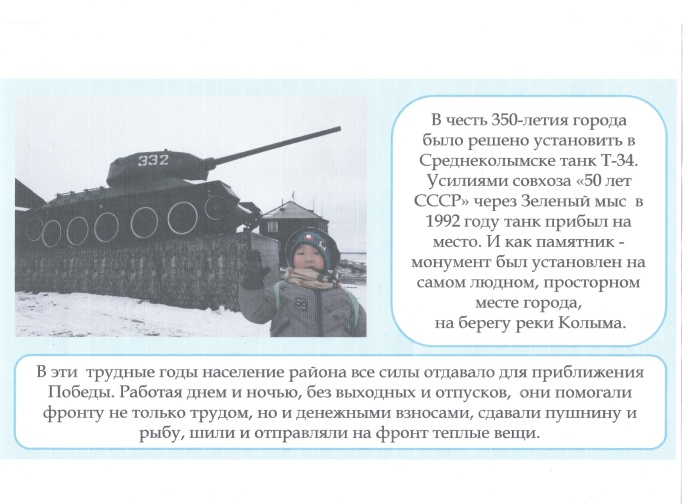 332
В честь 350-летия города
было решено установить в
Среднеколымске танк Т-34.
Усилиями совхоза «50 лет
СССР» через Зеленый мыс в
1992 году танк прибыл на
место. И как памятник -
монумент был установлен на
самом людном, просторном
месте города,
на берегу реки Колыма.
В эти трудные годы население района все силы отдавало для приближения
Победы. Работая днем и ночью, без выходных и отпусков, они помогали
фронту не только трудом, но и денежными взносами, сдавали пушнину и
рыбу, шили и отправляли на фронт теплые вещи.